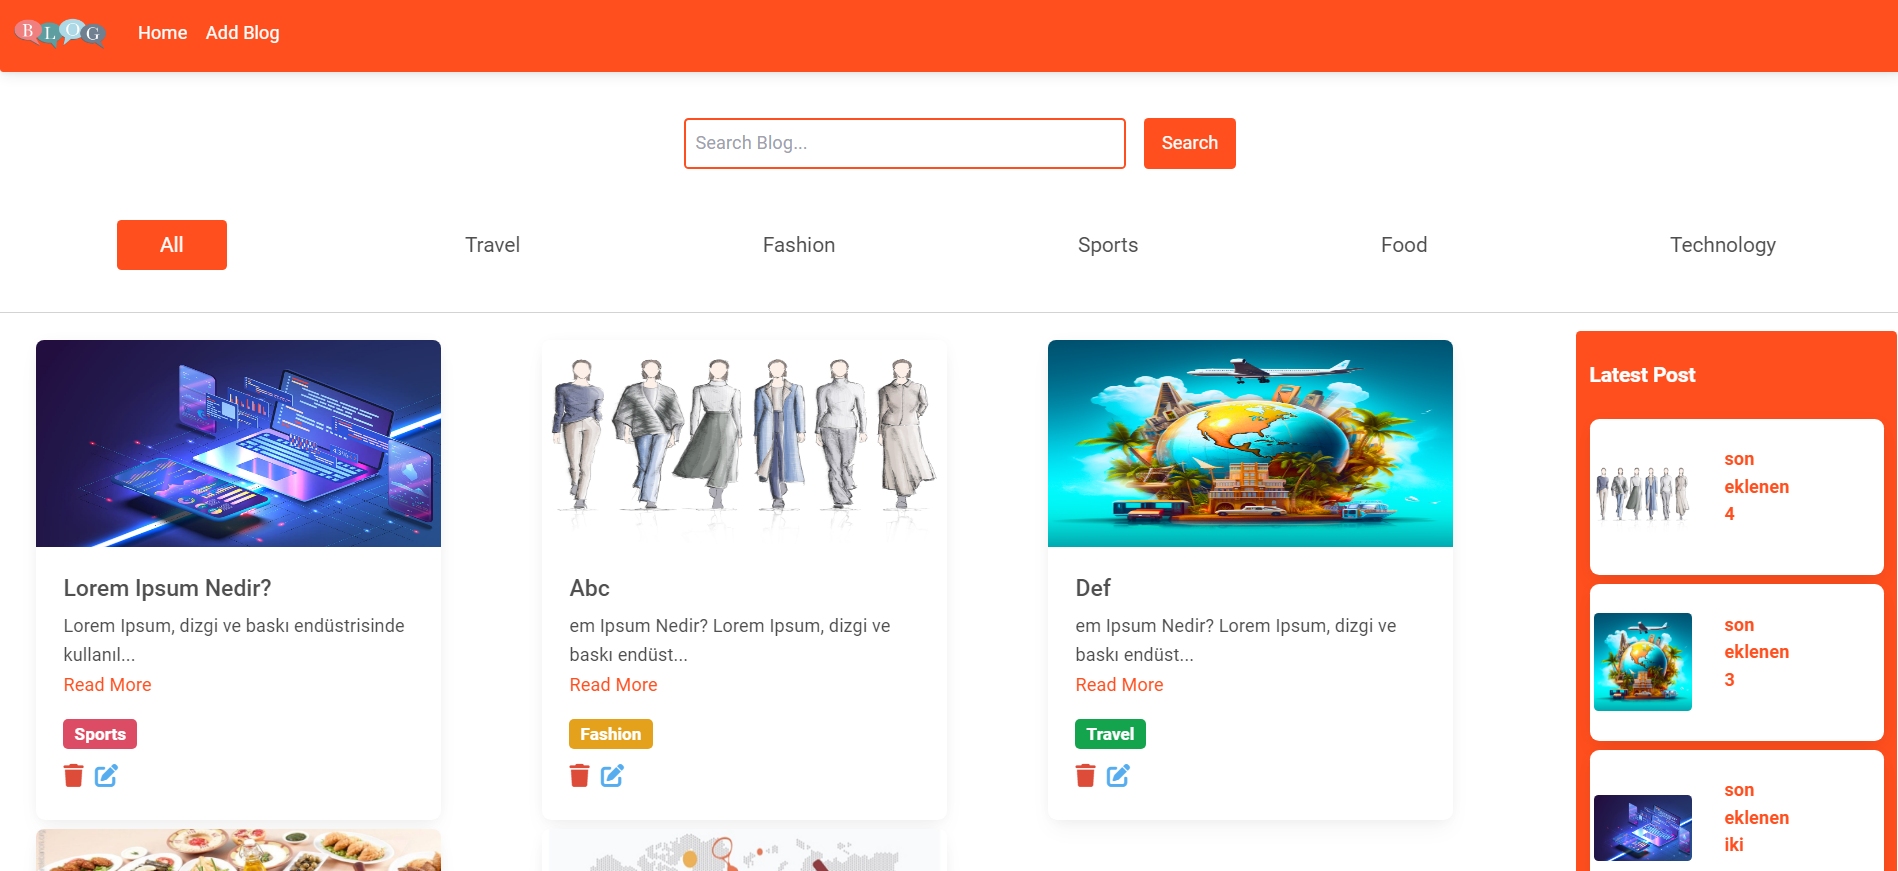 BLOG
Home Add Blog
Search Blog...
Search
All Travel Fashion Sports Food Technology
Lorem Ipsum Nedir?
Lorem Ipsum, dizgi ve baskı endüstrisinde
kullanıl...
Read More
Sports
Abc
em Ipsum Nedir? Lorem Ipsum, dizgi ve
baskı endüst...
Read More
Fashion
Def
em Ipsum Nedir? Lorem Ipsum, dizgi ve
baskı endüst...
Read More
Travel
Latest Post
son
eklenen
4
son
eklenen
3
son
eklenen
iki